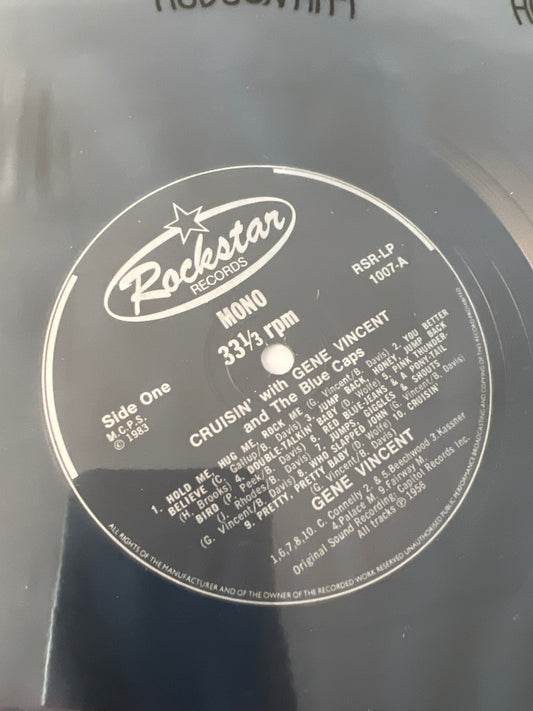 Rockstar
RECORDS
MONO
33⅓ rpm
RSR-LP
1007-A
Side One
M.C.P.S.
© 1983
CRUISIN' with GENE VINCENT
and The Blue Caps
1. HOLD ME, HUG ME, ROCK ME (G. Vincent/B. Davis) 2. YOU BETTER
BELIEVE (C. Gallup/B. Davis) 3. JUMP BACK, HONEY, JUMP BACK
(H. Brooks) 4. DOUBLE-TALKIN' BABY (D. Wolfe) 5. PINK THUNDER-
BIRD (P. Peek/B. Davis) 6. RED BLUE-JEANS & A PONY-TAIL
(J. Rhodes/B. Davis) 7. JUMPS, GIGGLES & SHOUTS
(G. Vincent/B. Davis) 8. WHO SLAPPED JOHN (G. Vincent/B. Davis)
9. PRETTY, PRETTY BABY (D. Wolfe) 10. CRUISIN'
(G. Vincent/B. Davis)
GENE VINCENT
1,6,7,8,10. C. Connelly 2. & 5.Beechwood 3.Kassner
4.Palace M. 9.Fairway M.
Original Sound Recording: Capitol Records Inc.
All tracks ℗ 1956
ALL RIGHTS OF THE MANUFACTURER AND OF THE OWNER OF THE RECORDED WORK RESERVED UNAUTHORISED PUBLIC PERFORMANCE BROADCASTING AND COPYING OF THIS RECORD PROHIBITED